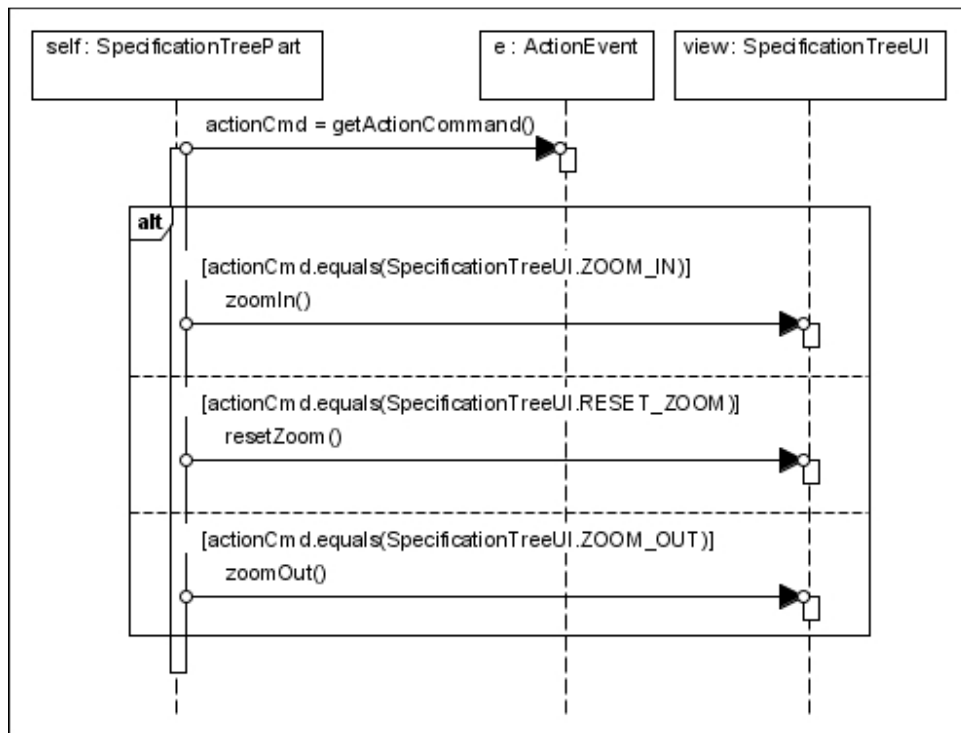 self: SpecificationTreePart
e: ActionEvent
view: SpecificationTreeUI
actionCmd = getActionCommand()
alt
[actionCmd.equals(SpecificationTreeUI.ZOOM_IN)]
zoomIn()
[actionCmd.equals(SpecificationTreeUI.RESET_ZOOM)]
resetZoom()
[actionCmd.equals(SpecificationTreeUI.ZOOM_OUT)]
zoomOut()